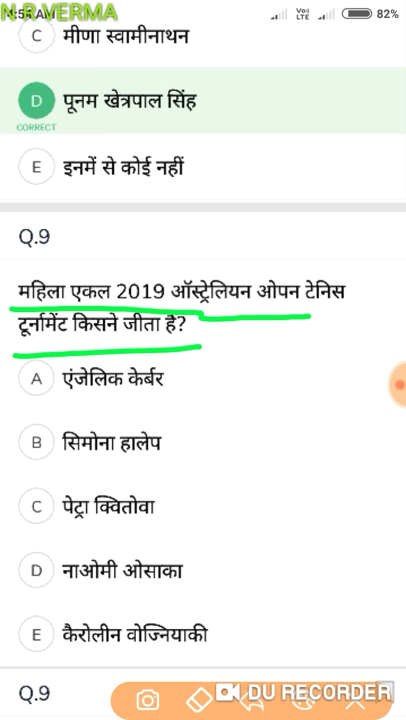 N.R.VERMA
82%
C मीणा स्वामीनाथन
D पूनम खेत्रपाल सिंह
CORRECT
E इनमें से कोई नहीं
Q.9
महिला एकल 2019 ऑस्ट्रेलियन ओपन टेनिस
टूर्नामेंट किसने जीता है?
A एंजेलिक केर्बर
B सिमोना हालेप
C पेट्रा क्वितोवा
D नाओमी ओसाका
E कैरोलीन वोज्नियाकी
Q.9
DU RECORDER